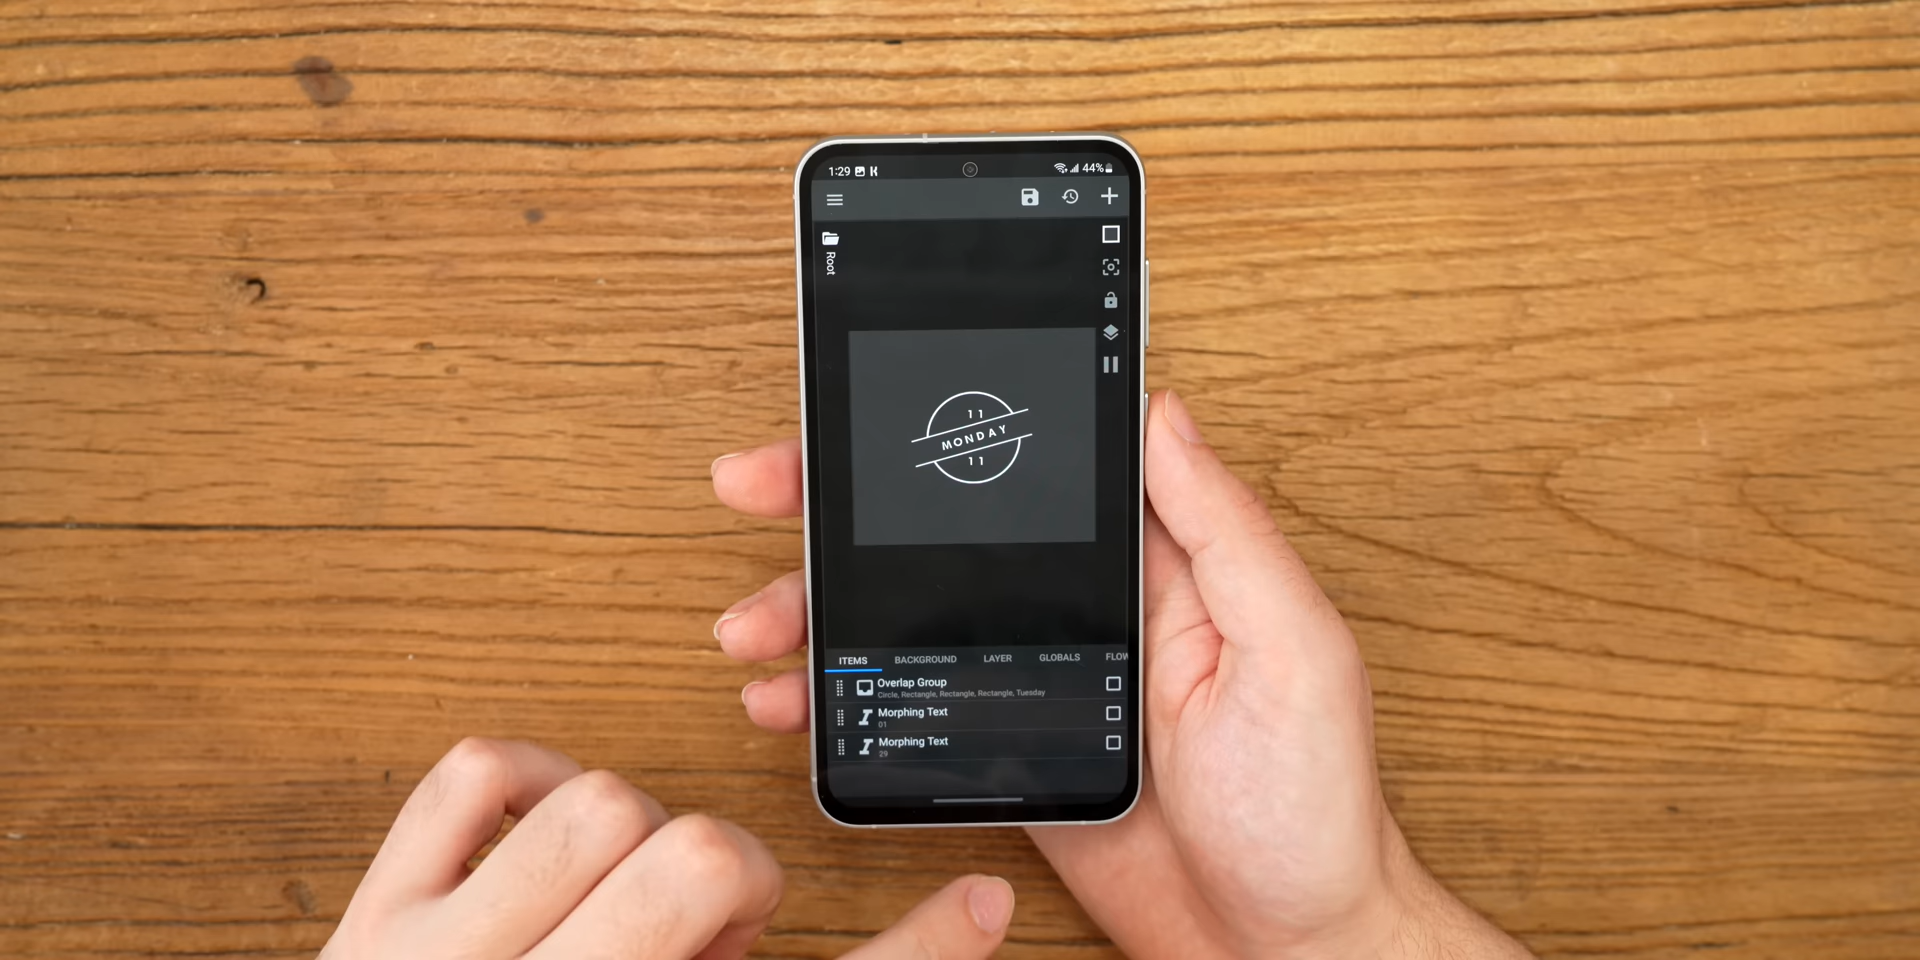 1:29 K 44%
Root
11
MONDAY
11
ITEMS BACKGROUND LAYER GLOBALS FLOW
Overlap Group
Circle, Rectangle, Rectangle, Rectangle, Tuesday
Morphing Text
01
Morphing Text
29